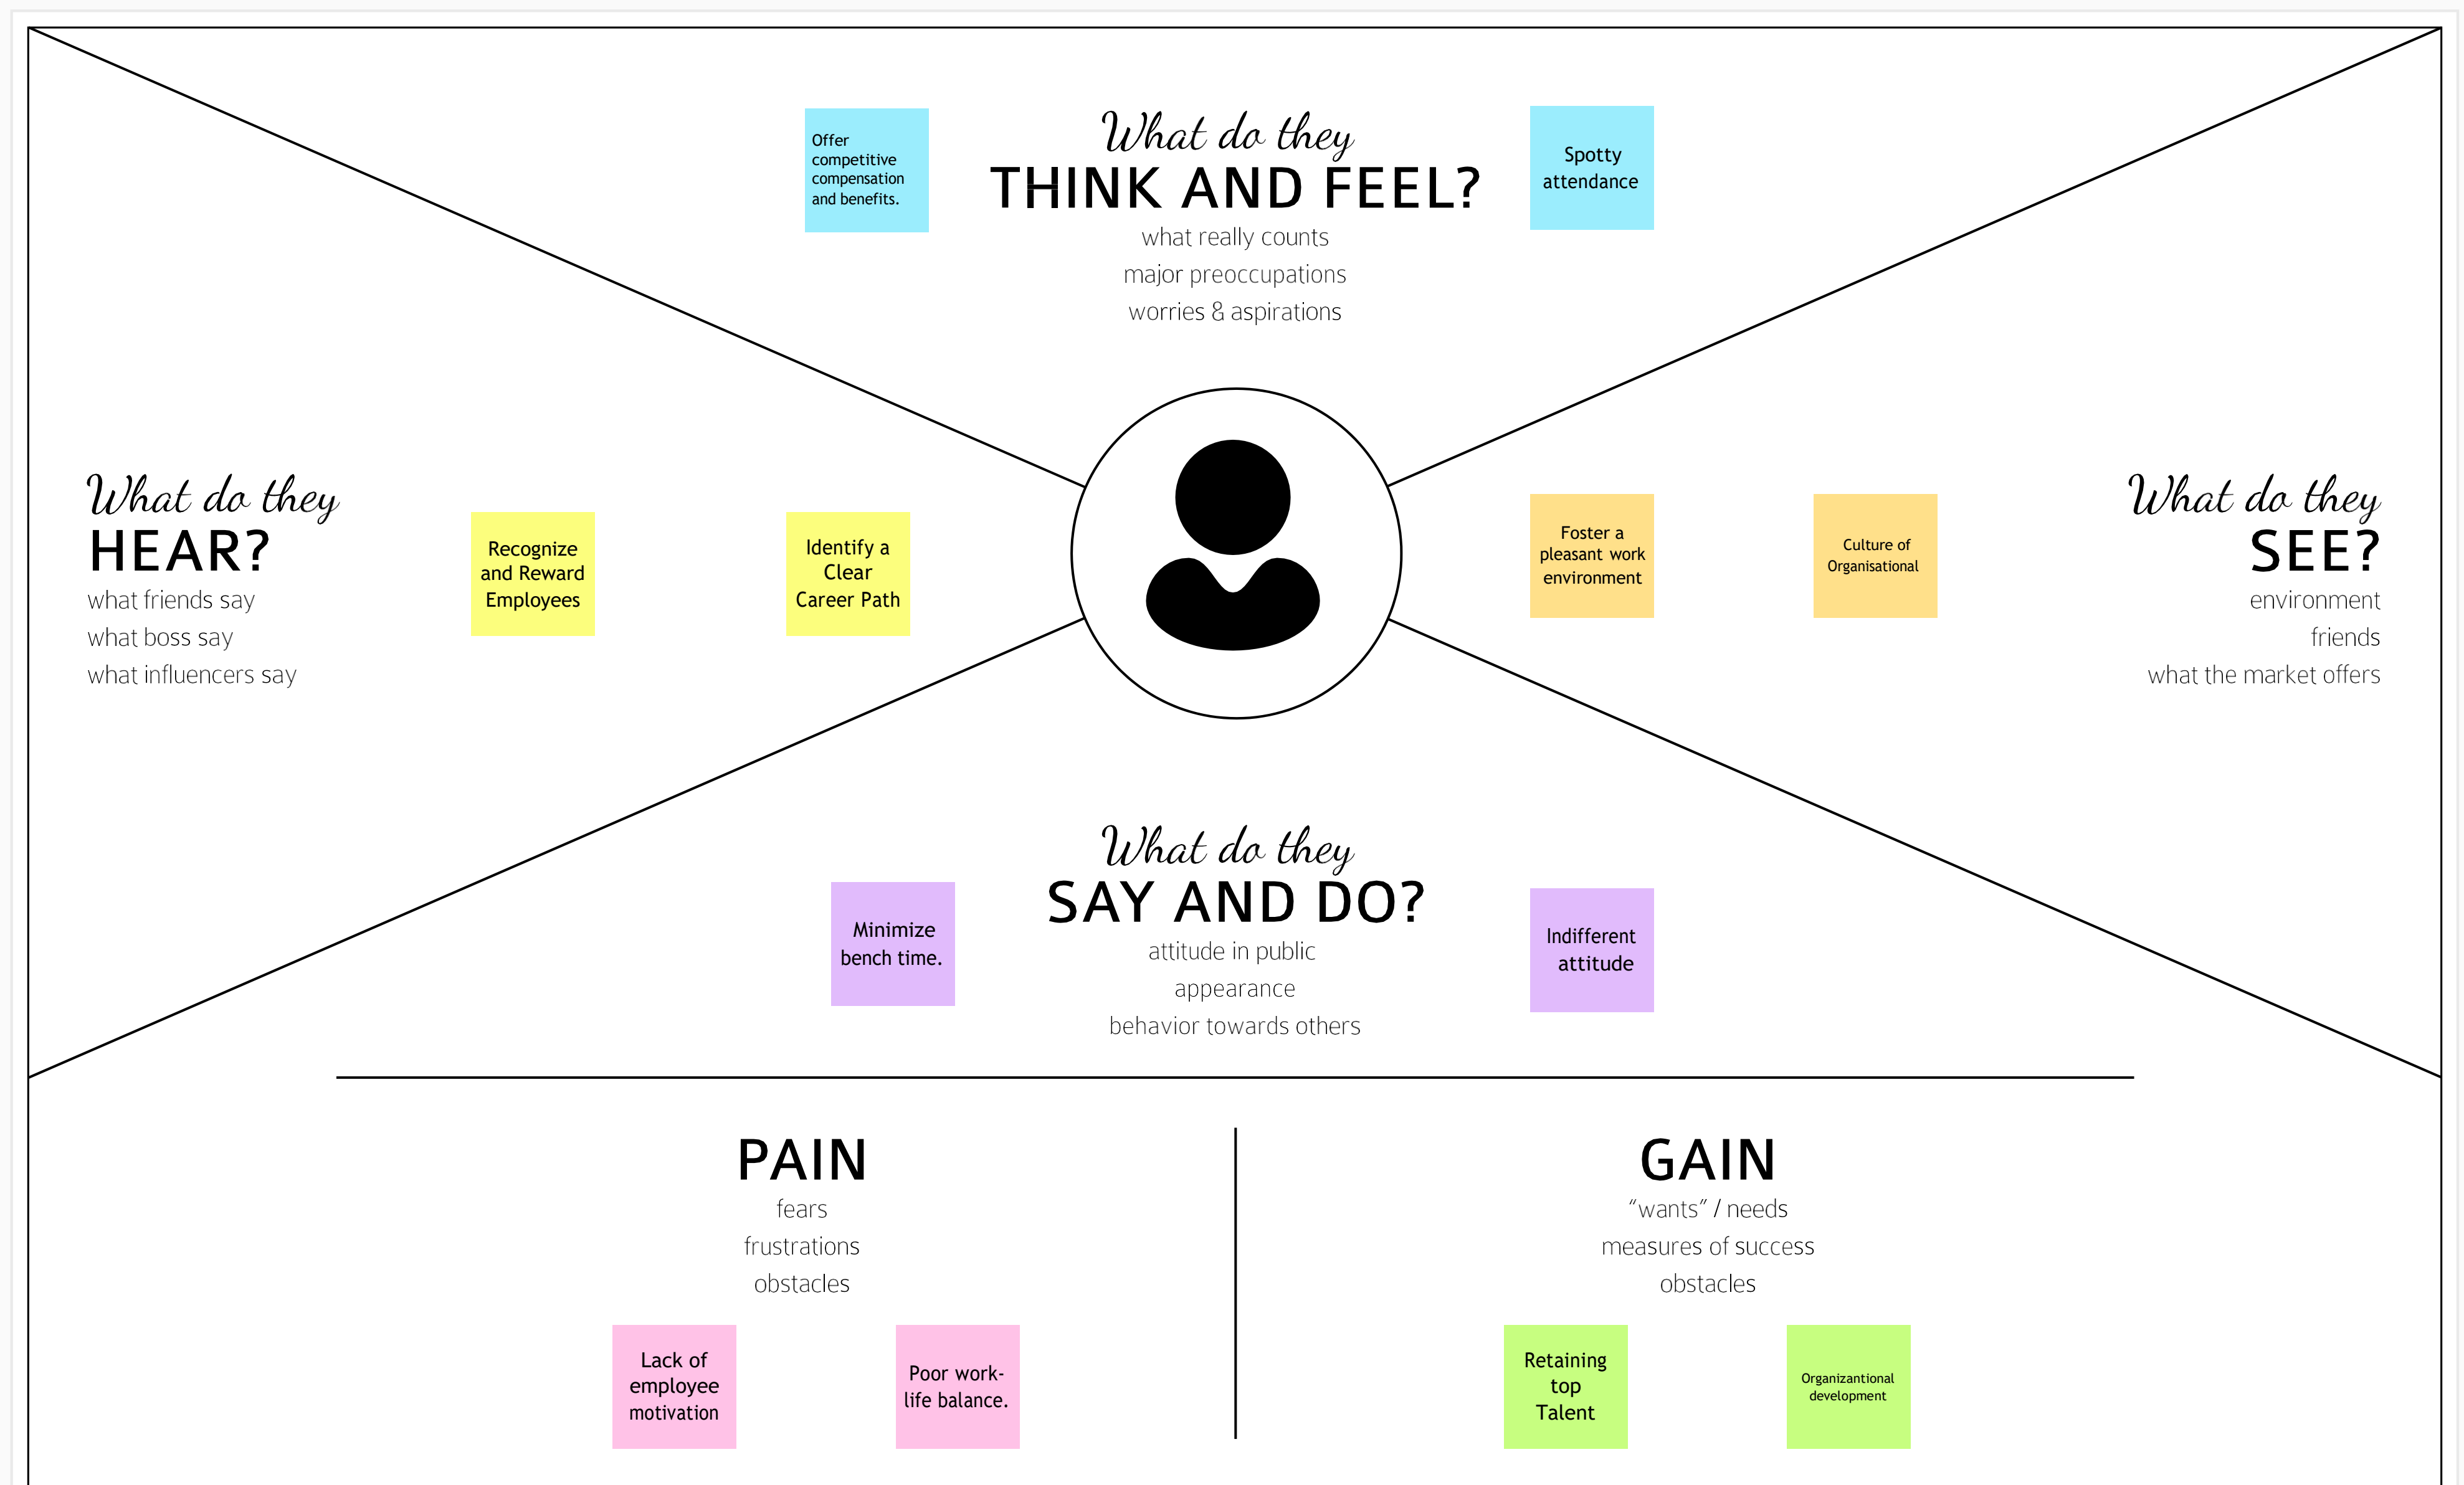 What do they
THINK AND FEEL?
what really counts
major preoccupations
worries & aspirations
Offer
competitive
compensation
and benefits.
Spotty
attendance
What do they
HEAR?
what friends say
what boss say
what influencers say
Recognize
and Reward
Employees
Identify a
Clear
Career Path
Foster a
pleasant work
environment
Culture of
Organisational
What do they
SEE?
environment
friends
what the market offers
What do they
SAY AND DO?
attitude in public
appearance
behavior towards others
Minimize
bench time.
Indifferent
attitude
PAIN
fears
frustrations
obstacles
Lack of
employee
motivation
Poor work-
life balance.
GAIN
“wants” / needs
measures of success
obstacles
Retaining
top
Talent
Organizantional
development